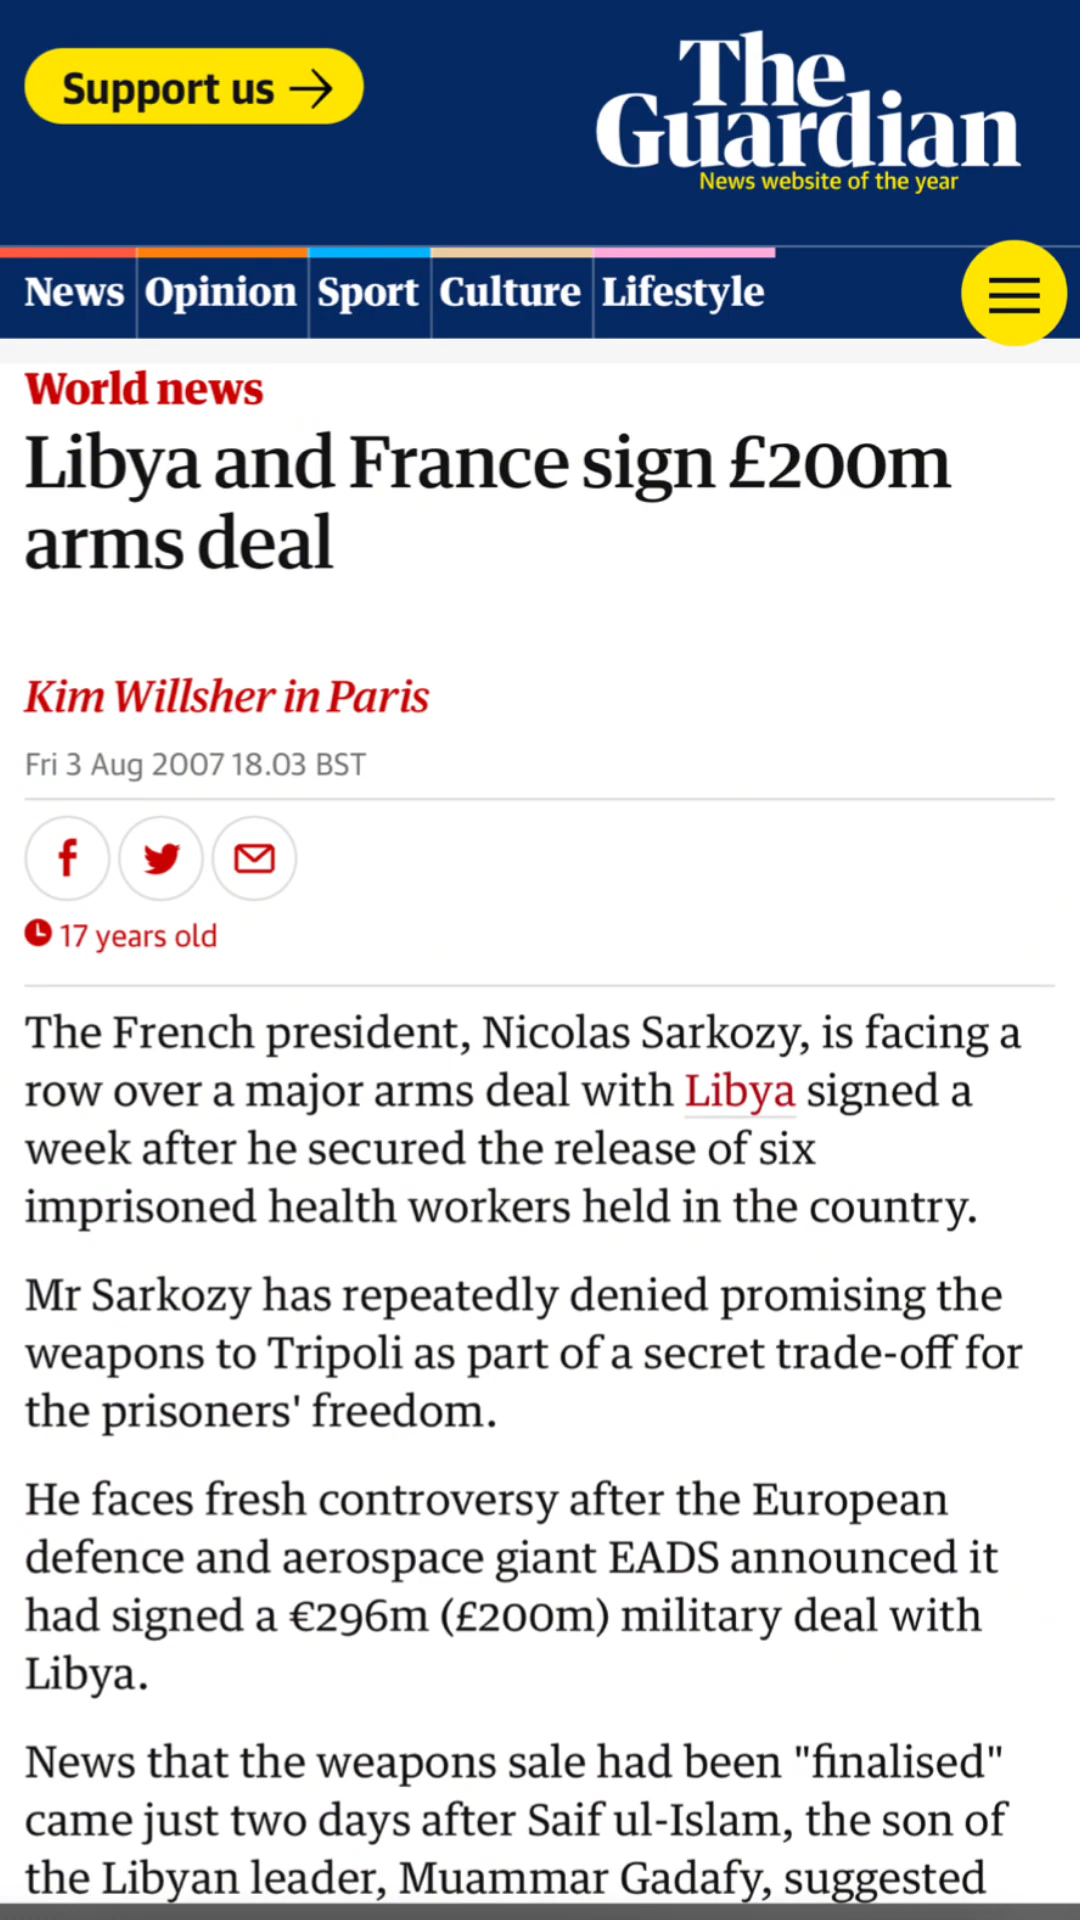 Support us →
The
Guardian
News website of the year
News Opinion Sport Culture Lifestyle
World news
Libya and France sign £200m
arms deal
Kim Willsher in Paris
Fri 3 Aug 2007 18.03 BST
17 years old
The French president, Nicolas Sarkozy, is facing a
row over a major arms deal with Libya signed a
week after he secured the release of six
imprisoned health workers held in the country.
Mr Sarkozy has repeatedly denied promising the
weapons to Tripoli as part of a secret trade-off for
the prisoners' freedom.
He faces fresh controversy after the European
defence and aerospace giant EADS announced it
had signed a €296m (£200m) military deal with
Libya.
News that the weapons sale had been "finalised"
came just two days after Saif ul-Islam, the son of
the Libyan leader, Muammar Gadafy, suggested